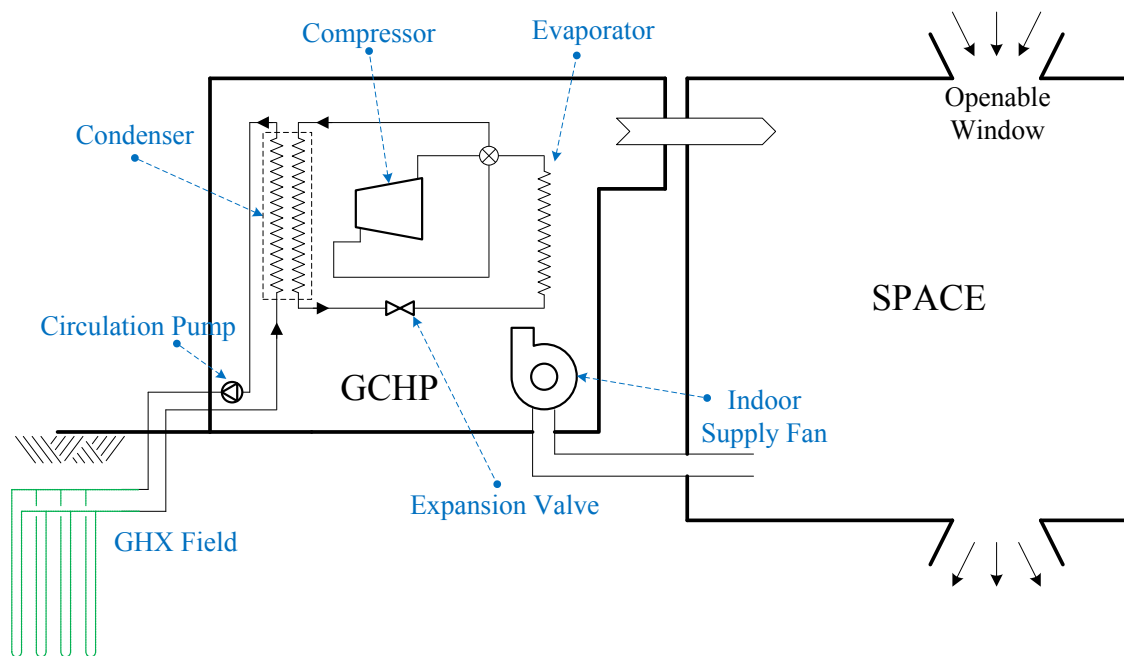 Compressor
Evaporator
Openable
Window
Condenser
SPACE
Circulation Pump
GCHP
Indoor
Supply Fan
Expansion Valve
GHX Field